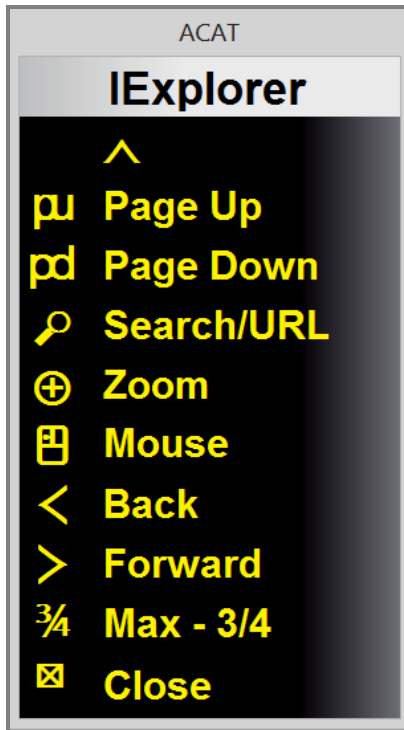 ACAT
IExplorer
pu Page Up
pd Page Down
Search/URL
Zoom
Mouse
< Back
> Forward
¾ Max - 3/4
Close